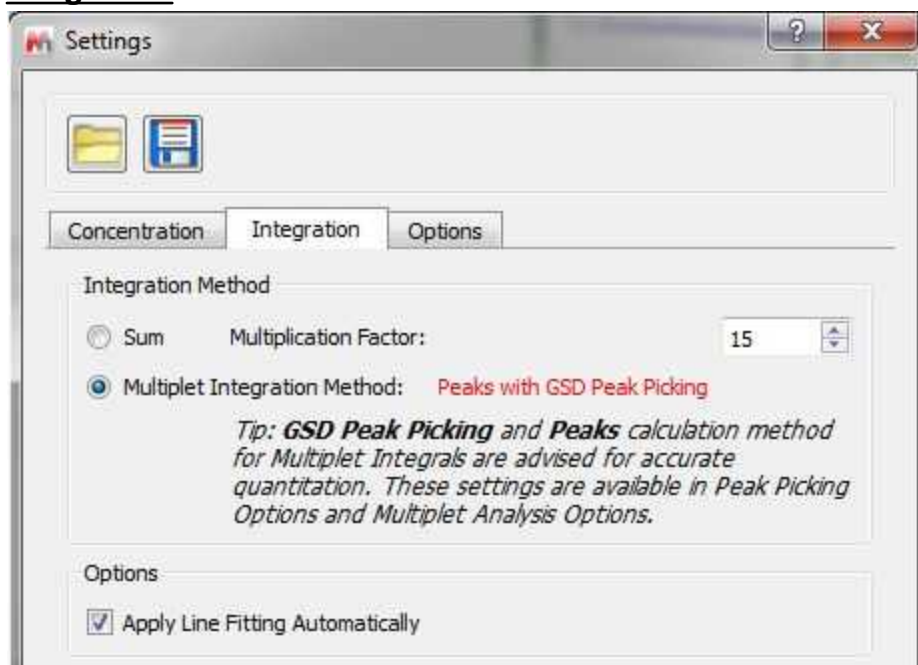 Settings
?
X
Concentration Integration Options
Integration Method
Sum Multiplication Factor: 15
Multiplet Integration Method: Peaks with GSD Peak Picking
Tip: GSD Peak Picking and Peaks calculation method
for Multiplet Integrals are advised for accurate
quantitation. These settings are available in Peak Picking
Options and Multiplet Analysis Options.
Options
Apply Line Fitting Automatically